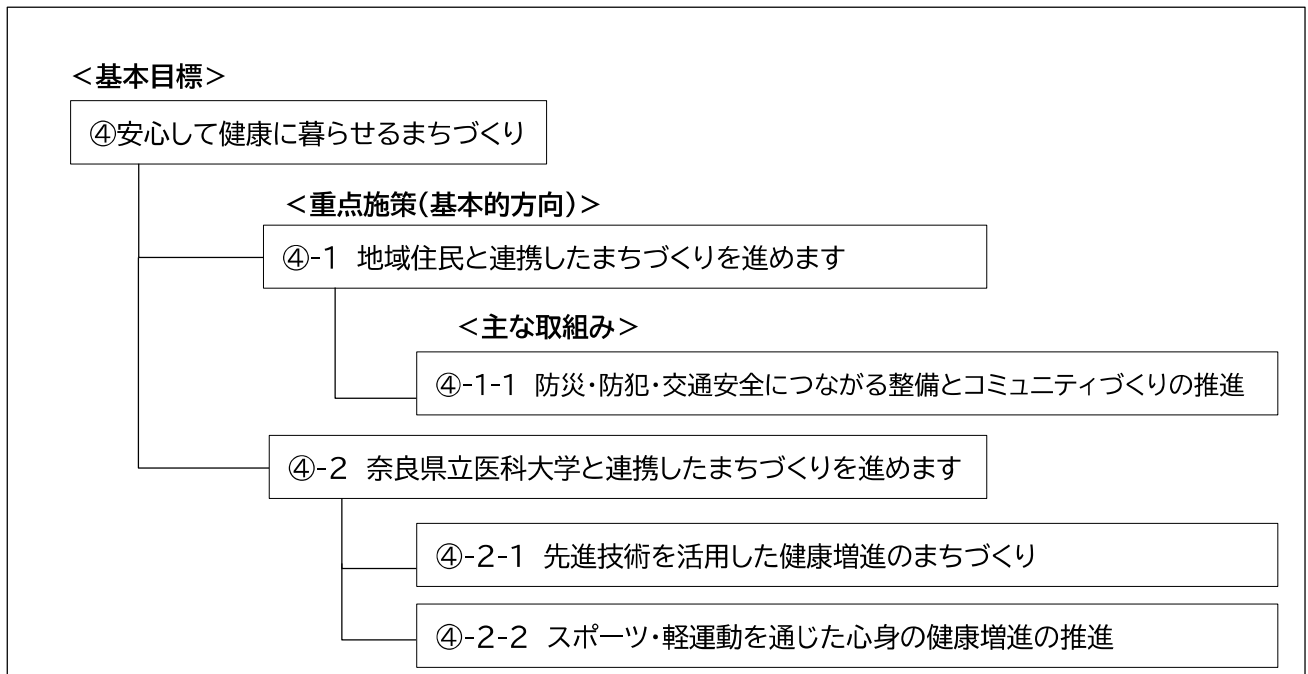 ＜基本目標＞
④安心して健康に暮らせるまちづくり
＜重点施策(基本的方向)＞
④-1 地域住民と連携したまちづくりを進めます
＜主な取組み＞
④-1-1 防災・防犯・交通安全につながる整備とコミュニティづくりの推進
④-2 奈良県立医科大学と連携したまちづくりを進めます
④-2-1 先進技術を活用した健康増進のまちづくり
④-2-2 スポーツ・軽運動を通じた心身の健康増進の推進